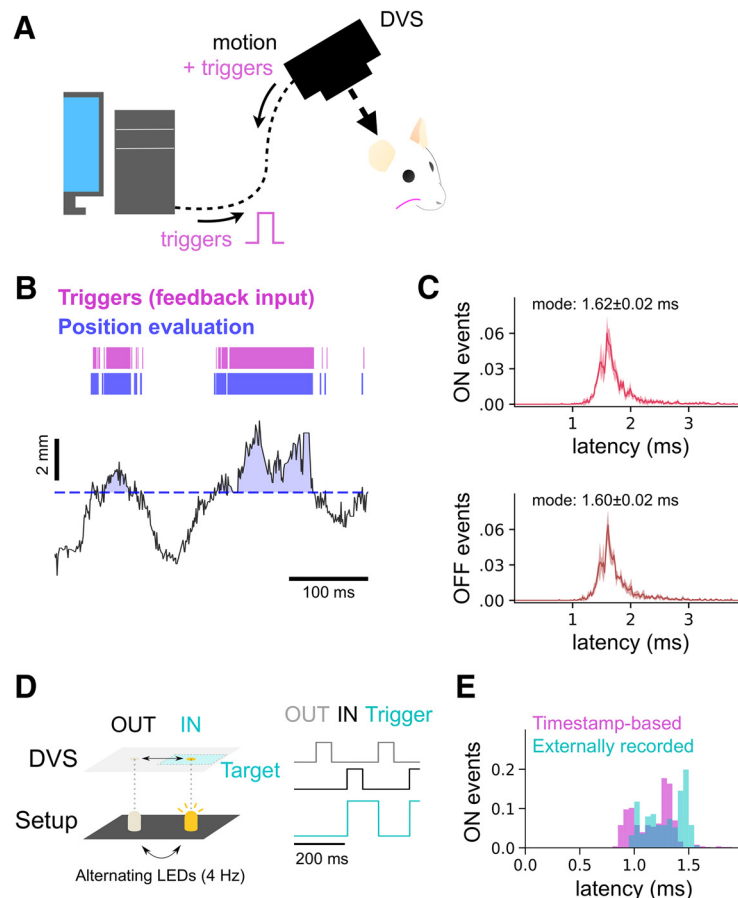 A
DVS
motion
+ triggers
triggers
B
Triggers (feedback input)
Position evaluation
2 mm
100 ms
C
mode: 1.62±0.02 ms
ON events
.06
.03
.00
1 2 3
latency (ms)
mode: 1.60±0.02 ms
OFF events
.06
.03
.00
1 2 3
latency (ms)
D
OUT IN
DVS
Target
Setup
Alternating LEDs (4 Hz)
OUT IN Trigger
200 ms
E
Timestamp-based
Externally recorded
ON events
0.2
0.1
0.0
0.0 0.5 1.0 1.5
latency (ms)